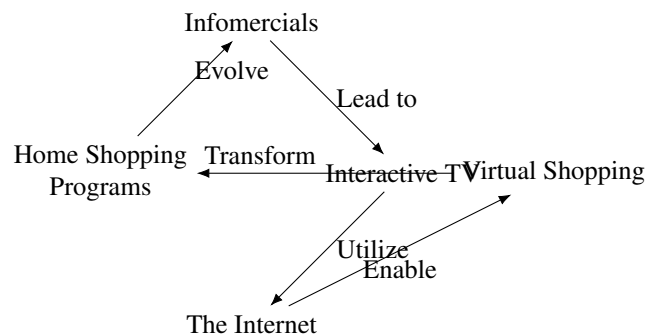 Infomercials
Evolve
Lead to
Home Shopping
Programs
Transform
Interactive TV
Virtual Shopping
Utilize
Enable
The Internet